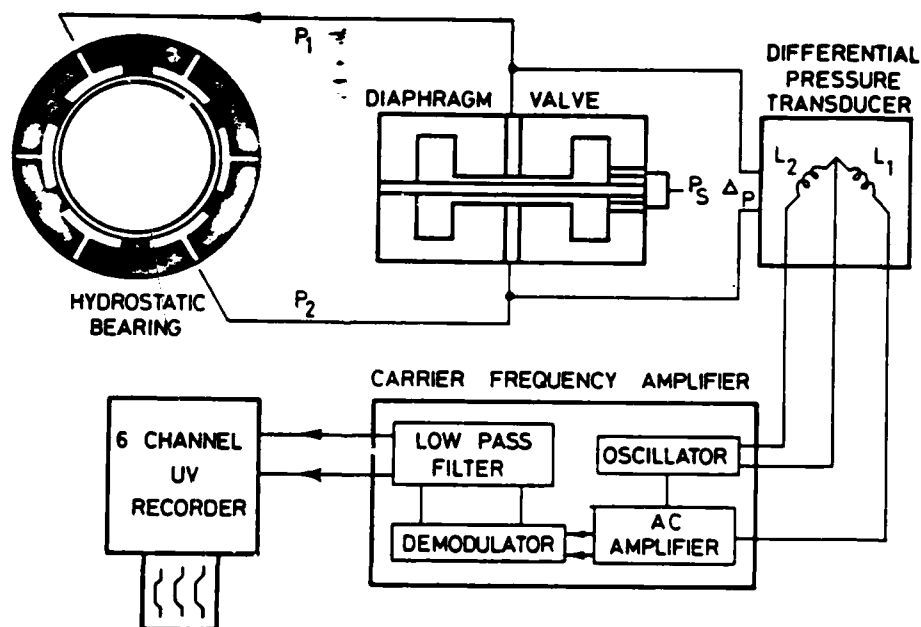 P1
DIFFERENTIAL
PRESSURE
TRANSDUCER
DIAPHRAGM VALVE
L2 L1
PS ΔP
HYDROSTATIC
BEARING
P2
CARRIER FREQUENCY AMPLIFIER
6 CHANNEL
UV
RECORDER
LOW PASS
FILTER
OSCILLATOR
DEMODULATOR
AC
AMPLIFIER